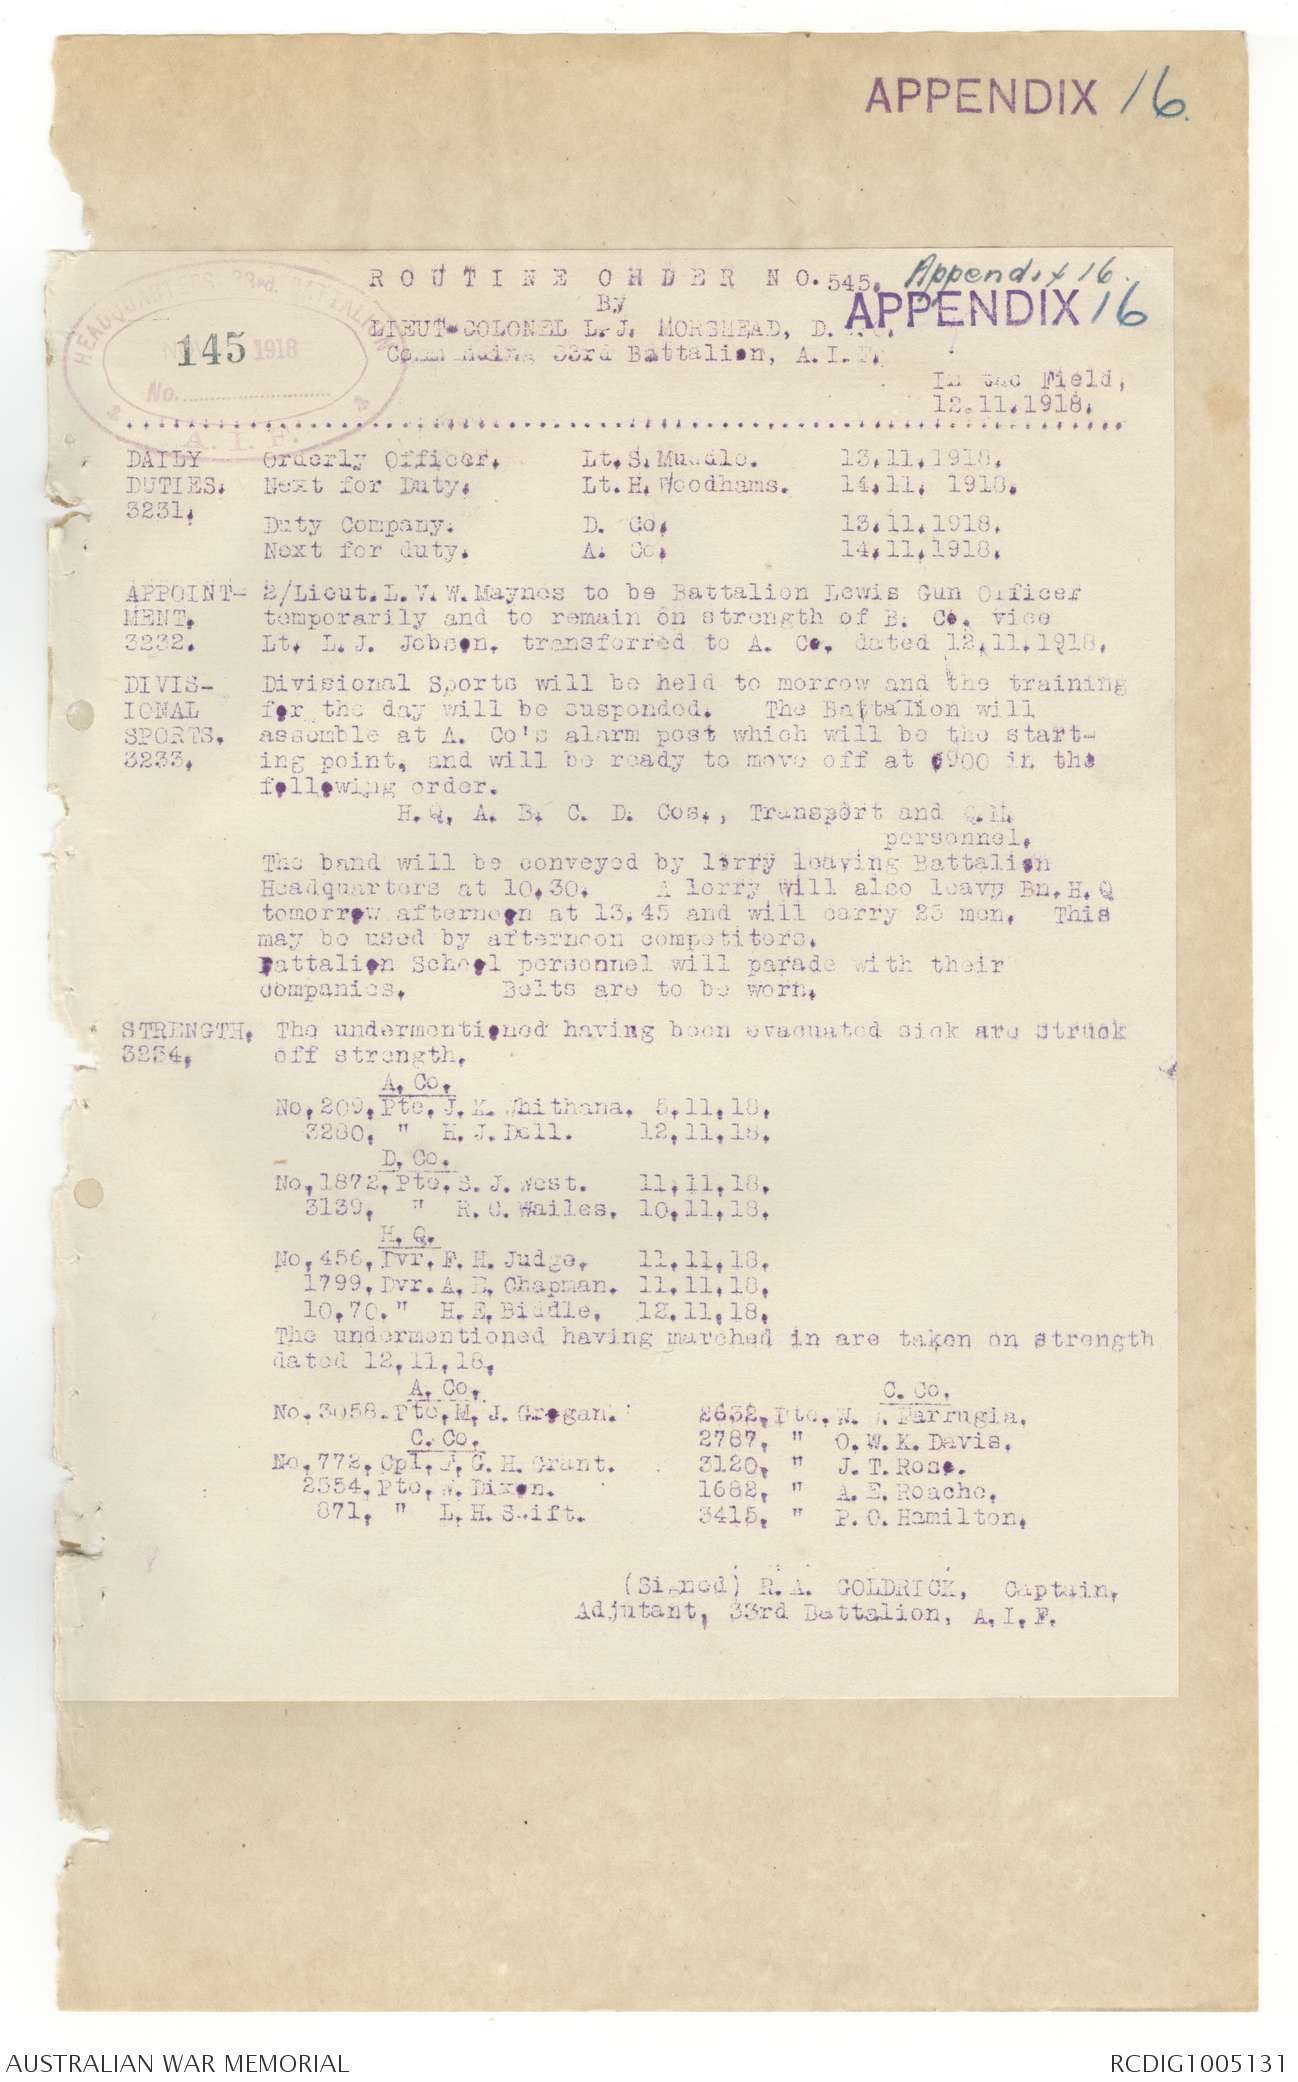 APPENDIX 16.
ROUTINE ORDER NO. 545. Appendix 16.
By APPENDIX 16
LIEUT-COLONEL L.J. MORSHEAD, D.
Commanding 33rd Battalion, A.I.F.
HEADQUARTERS 33rd. BATTALION
145 1918
No.
A. I. F.
In the Field,
12.11.1918.
DAILY Orderly Officer. Lt.S.Muddle. 13.11.1918.
DUTIES. Next for Duty. Lt.H.Woodhams. 14.11. 1918.
3231.
Duty Company. D. Co. 13.11.1918.
Next for duty. A. Co. 14.11.1918.
APPOINT- 2/Lieut.L.V.W.Maynes to be Battalion Lewis Gun Officer
MENT. temporarily and to remain on strength of B. Co. vice
3232. Lt. L.J. Jobson. transferred to A. Co. dated 12.11.1918.
DIVIS- Divisional Sports will be held to morrow and the training
IONAL for the day will be suspended. The Battalion will
SPORTS. assemble at A. Co's alarm post which will be the start-
3233. ing point, and will be ready to move off at 0900 in the
following order.
H.Q. A. B. C. D. Cos., Transport and Q.M.
personnel.
The band will be conveyed by lorry leaving Battalion
Headquarters at 10.30. A lorry will also leave Bn.H.Q
tomorrow afternoon at 13.45 and will carry 25 men. This
may be used by afternoon competitors.
Battalion School personnel will parade with their
companies. Belts are to be worn.
STRENGTH. The undermentioned having been evacuated sick are struck
3234. off strength.
A. Co.
No.209.Pte.J.K.Whithana. 5.11.18.
3280. " H.J.Dell. 12.11.18.
D. Co.
No.1872.Pte.S.J.West. 11.11.18.
3139. " R.C.Wailes. 10.11.18.
H.Q.
No.456.Dvr.F.H.Judge. 11.11.18.
1799.Dvr.A.E.Chapman. 11.11.18.
10.70." H.E.Biddle. 12.11.18.
The undermentioned having marched in are taken on strength
dated 12.11.18.
A. Co. C. Co.
No.3058.Pte.M.J.Grogan. 2632.Pte.W. Farrugia.
C. Co. 2787. " O.W.K.Davis.
No.772.Cpl. G.H.Grant. 3120. " J.T.Rose.
2554.Pte.W.Dixon. 1682. " A.E.Roache.
871. " L.H.Swift. 3415. " P.C.Hamilton.
(Signed) R.A. GOLDRICK, Captain,
Adjutant, 33rd Battalion, A.I.F.
AUSTRALIAN WAR MEMORIAL RCDIG1005131